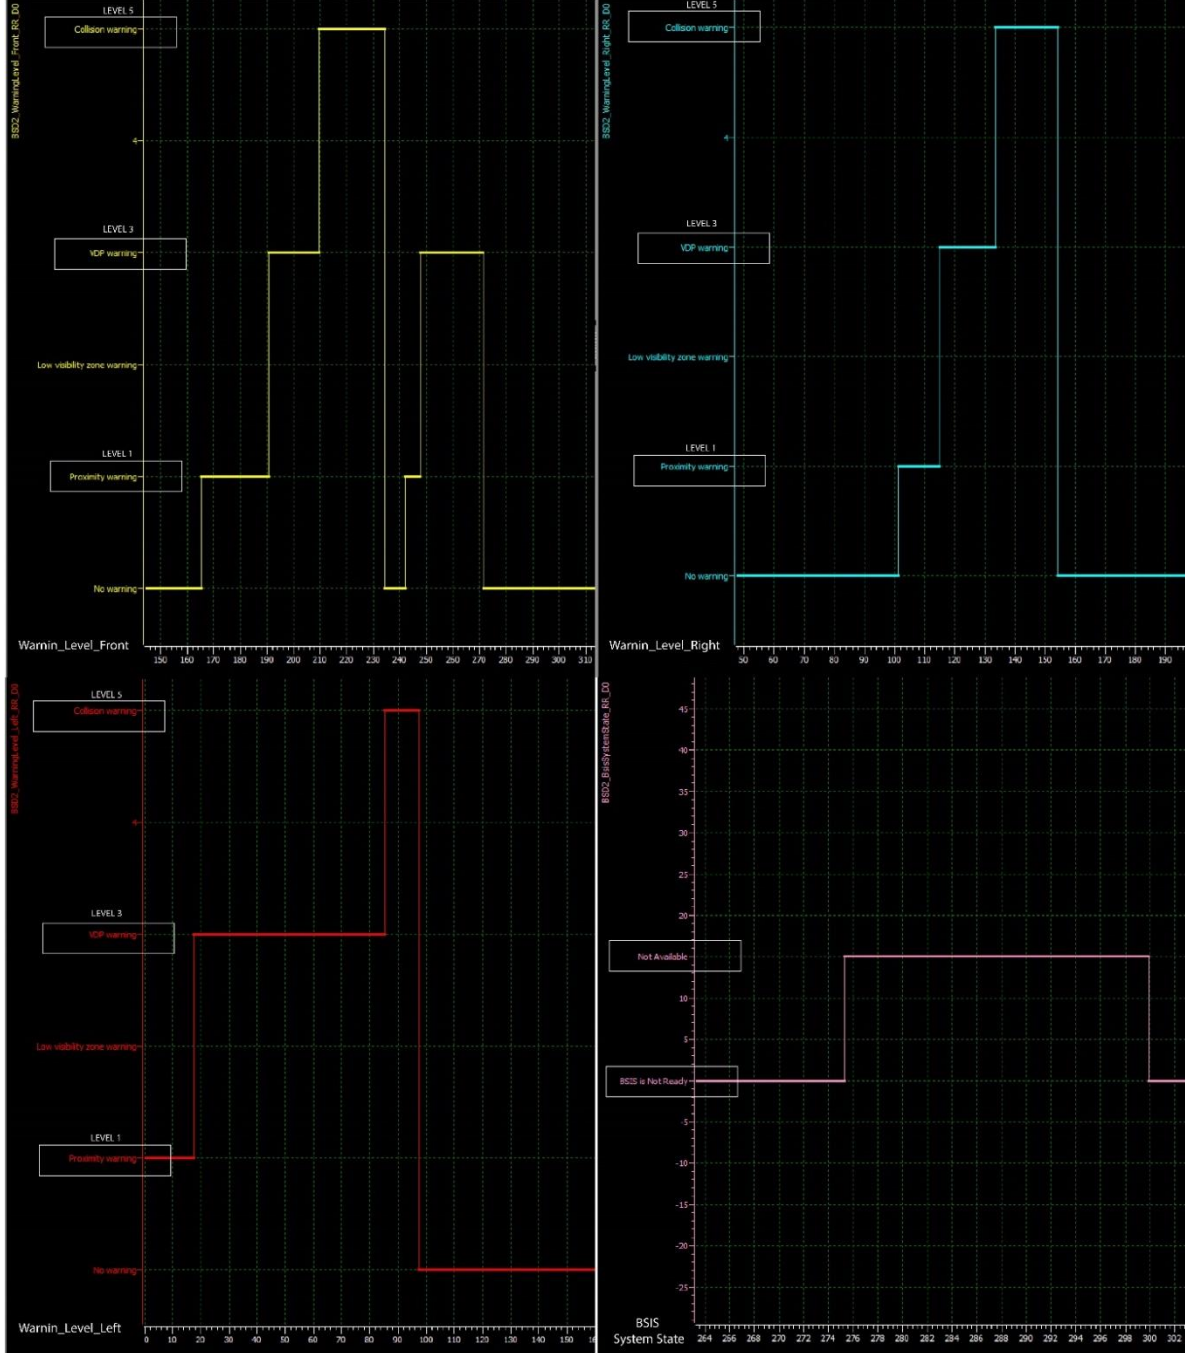 BSD2_WarningLevel_Front_RR_D0
LEVEL 5
Collision warning
4
LEVEL 3
VDP warning
Low visibility zone warning
LEVEL 1
Proximity warning
No warning
Warnin_Level_Front
150 160 170 180 190 200 210 220 230 240 250 260 270 280 290 300 310
BSD2_WarningLevel_Right_RR_D0
LEVEL 5
Collision warning
4
LEVEL 3
VDP warning
Low visibility zone warning
LEVEL 1
Proximity warning
No warning
Warnin_Level_Right
50 60 70 80 90 100 110 120 130 140 150 160 170 180 190
BSD2_WarningLevel_Left_RR_D0
LEVEL 5
Collision warning
4
LEVEL 3
VDP warning
Low visibility zone warning
LEVEL 1
Proximity warning
No warning
Warnin_Level_Left
0 10 20 30 40 50 60 70 80 90 100 110 120 130 140 150
BSD2_BsisSystemState_RR_D0
45
40
35
30
25
20
Not Available
10
5
BSIS is Not Ready
-5
-10
-15
-20
-25
BSIS
System State
264 266 268 270 272 274 276 278 280 282 284 286 288 290 292 294 296 298 300 302